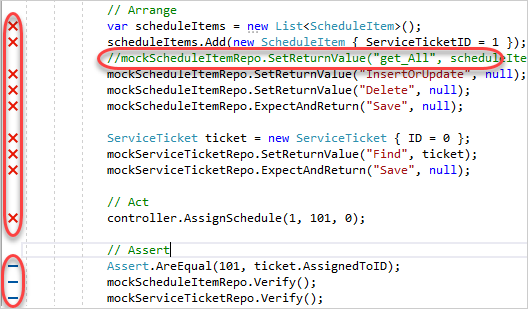 // Arrange
var scheduleItems = new List<ScheduleItem>();
scheduleItems.Add(new ScheduleItem { ServiceTicketID = 1 });
//mockScheduleItemRepo.SetReturnValue("get_All", scheduleIte
mockScheduleItemRepo.SetReturnValue("InsertOrUpdate", null);
mockScheduleItemRepo.SetReturnValue("Delete", null);
mockScheduleItemRepo.ExpectAndReturn("Save", null);
ServiceTicket ticket = new ServiceTicket { ID = 0 };
mockServiceTicketRepo.SetReturnValue("Find", ticket);
mockServiceTicketRepo.ExpectAndReturn("Save", null);
// Act
controller.AssignSchedule(1, 101, 0);
// Assert
Assert.AreEqual(101, ticket.AssignedToID);
mockScheduleItemRepo.Verify();
mockServiceTicketRepo.Verify();